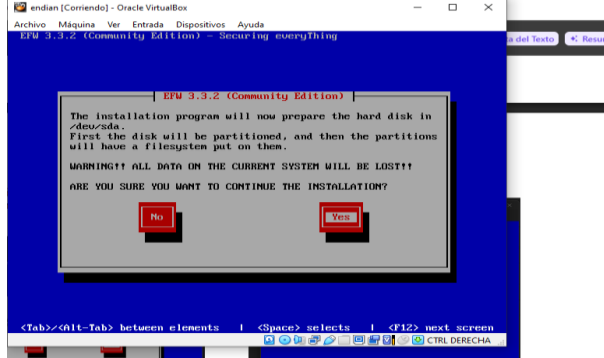 endian [Corriendo] - Oracle VirtualBox
Archivo Máquina Ver Entrada Dispositivos Ayuda
EFW 3.3.2 (Community Edition) - Securing everyThing
EFW 3.3.2 (Community Edition)
The installation program will now prepare the hard disk in
/dev/sda.
First the disk will be partitioned, and then the partitions
will have a filesystem put on them.
WARNING!! ALL DATA ON THE CURRENT SYSTEM WILL BE LOST!!
ARE YOU SURE YOU WANT TO CONTINUE THE INSTALLATION?
No Yes
<Tab>/<Alt-Tab> between elements | <Space> selects | <F12> next screen
CTRL DERECHA
del Texto